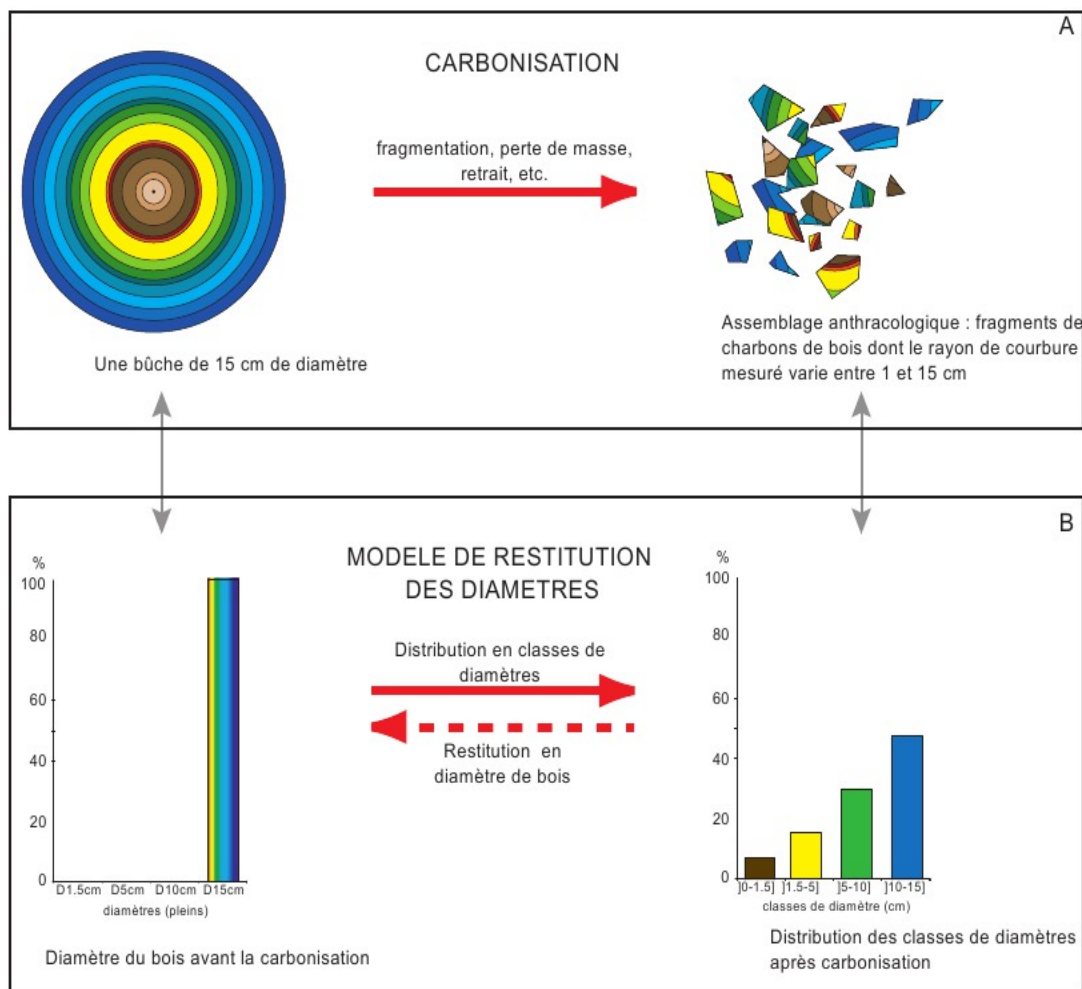 A
CARBONISATION
fragmentation, perte de masse,
retrait, etc.
Une bûche de 15 cm de diamètre
Assemblage anthracologique : fragments de
charbons de bois dont le rayon de courbure
mesuré varie entre 1 et 15 cm
B
MODELE DE RESTITUTION
DES DIAMETRES
Distribution en classes de
diamètres
Restitution en
diamètre de bois
%
100
80
60
40
20
0
D1.5cm D5cm D10cm D15cm
diamètres (pleins)
Diamètre du bois avant la carbonisation
%
100
80
60
40
20
0
]0-1.5] ]1.5-5] ]5-10] ]10-15]
classes de diamètre (cm)
Distribution des classes de diamètres
après carbonisation